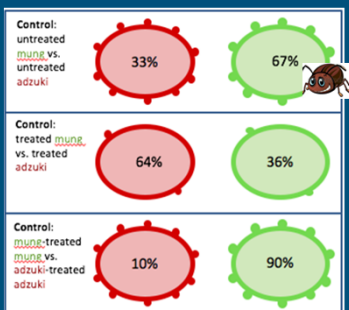 Control:
untreated
mung vs.
untreated
adzuki
33%
67%
Control:
treated mung
vs. treated
adzuki
64%
36%
Control:
mung-treated
mung vs.
adzuki-treated
adzuki
10%
90%